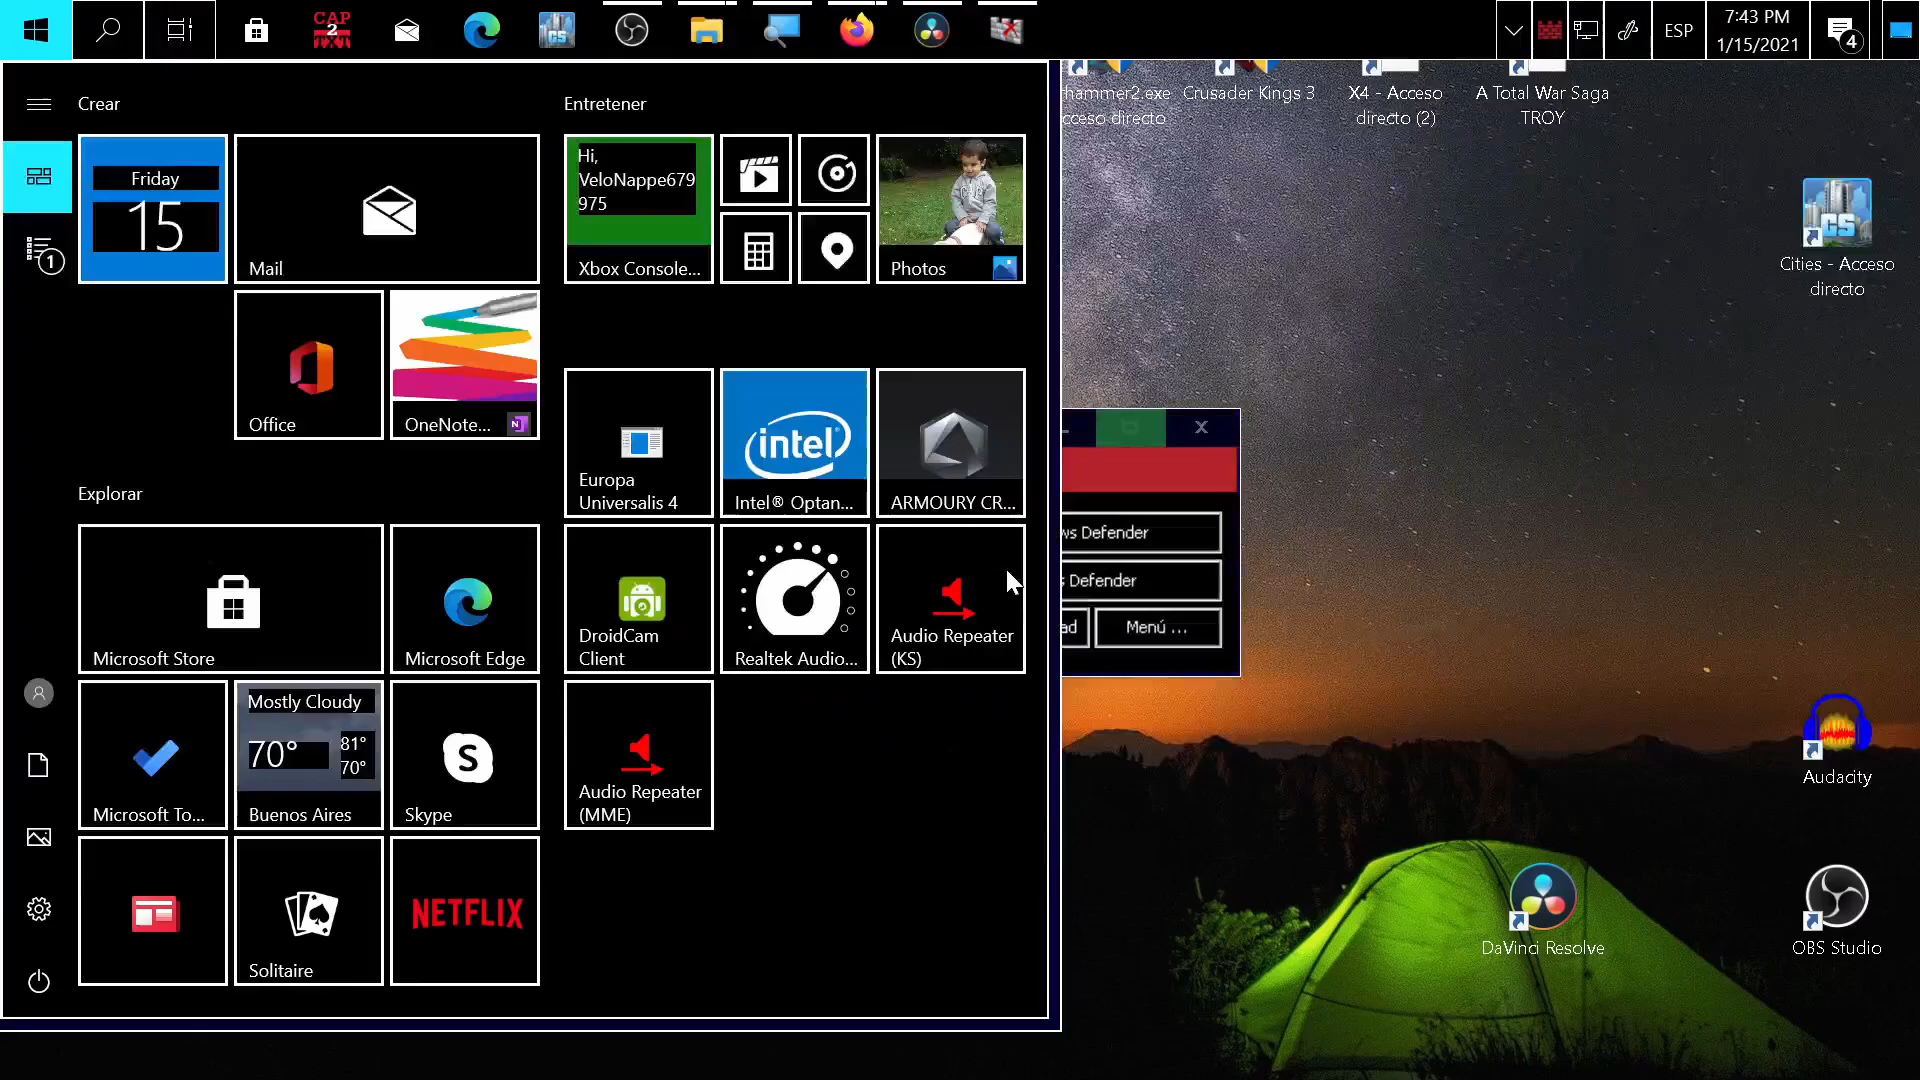 CAP
2
TXT
ESP
7:43 PM
1/15/2021
4
Crear
Entretener
Friday
15
Mail
Hi,
VeloNappe679
975
Xbox Console...
Photos
1
Office
OneNote...
Europa
Universalis 4
intel
Intel® Optan...
ARMOURY CR...
Explorar
Microsoft Store
Microsoft Edge
DroidCam
Client
Realtek Audio...
Audio Repeater
(KS)
Microsoft To...
Mostly Cloudy
70°
81°
70°
Buenos Aires
S
Skype
Audio Repeater
(MME)
Solitaire
NETFLIX
hammer2.exe
cceso directo
Crusader Kings 3
X4 - Acceso
directo (2)
A Total War Saga
TROY
CS
Cities - Acceso
directo
X
ws Defender
s Defender
ad
Menú ...
Audacity
DaVinci Resolve
OBS Studio